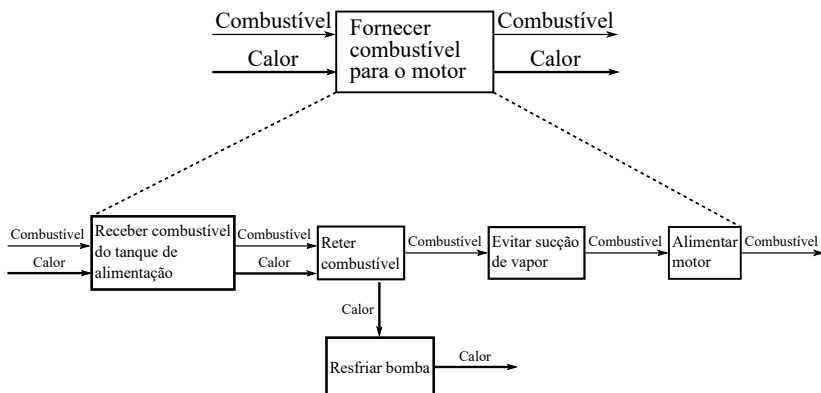 Combustível
Calor
Fornecer
combustível
para o motor
Combustível
Calor
Combustível
Calor
Receber combustível
do tanque de
alimentação
Combustível
Calor
Reter
combustível
Combustível
Evitar sucção
de vapor
Combustível
Alimentar
motor
Combustível
Calor
Resfriar bomba
Calor